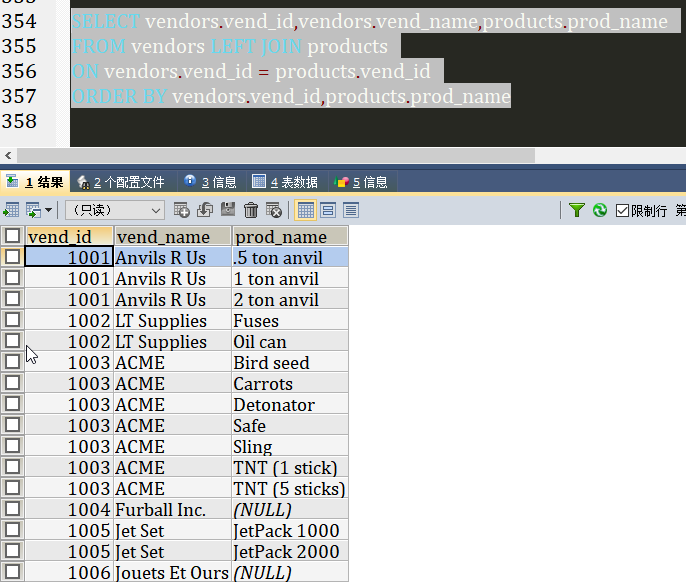 354 SELECT vendors.vend_id,vendors.vend_name,products.prod_name
355 FROM vendors LEFT JOIN products
356 ON vendors.vend_id = products.vend_id
357 ORDER BY vendors.vend_id,products.prod_name
358
1 结果 2 个配置文件 3 信息 4 表数据 5 信息
（只读） 限制行 第
vend_id vend_name prod_name
1001 Anvils R Us .5 ton anvil
1001 Anvils R Us 1 ton anvil
1001 Anvils R Us 2 ton anvil
1002 LT Supplies Fuses
1002 LT Supplies Oil can
1003 ACME Bird seed
1003 ACME Carrots
1003 ACME Detonator
1003 ACME Safe
1003 ACME Sling
1003 ACME TNT (1 stick)
1003 ACME TNT (5 sticks)
1004 Furball Inc. (NULL)
1005 Jet Set JetPack 1000
1005 Jet Set JetPack 2000
1006 Jouets Et Ours (NULL)